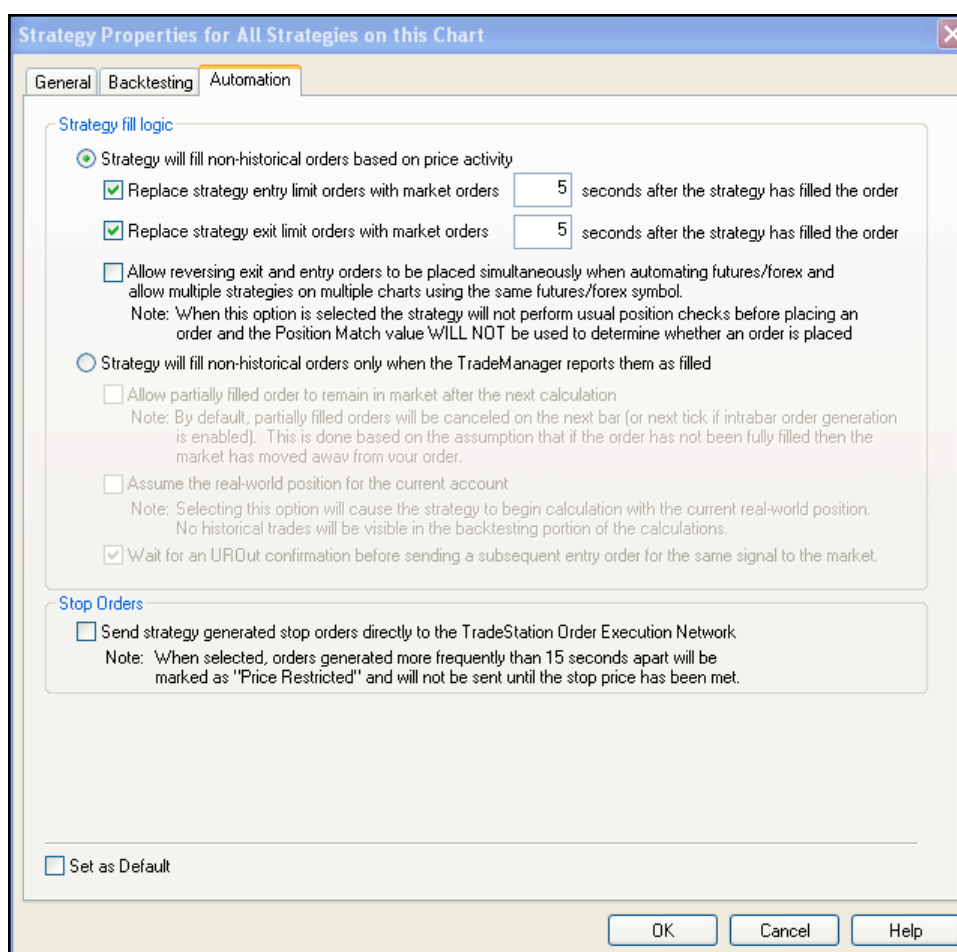 Strategy Properties for All Strategies on this Chart
General Backtesting Automation
Strategy fill logic
Strategy will fill non-historical orders based on price activity
Replace strategy entry limit orders with market orders 5 seconds after the strategy has filled the order
Replace strategy exit limit orders with market orders 5 seconds after the strategy has filled the order
Allow reversing exit and entry orders to be placed simultaneously when automating futures/forex and
allow multiple strategies on multiple charts using the same futures/forex symbol.
Note: When this option is selected the strategy will not perform usual position checks before placing an
order and the Position Match value WILL NOT be used to determine whether an order is placed
Strategy will fill non-historical orders only when the TradeManager reports them as filled
Allow partially filled order to remain in market after the next calculation
Note: By default, partially filled orders will be canceled on the next bar (or next tick if intrabar order generation
is enabled). This is done based on the assumption that if the order has not been fully filled then the
market has moved away from your order.
Assume the real-world position for the current account
Note: Selecting this option will cause the strategy to begin calculation with the current real-world position.
No historical trades will be visible in the backtesting portion of the calculations.
Wait for an UROut confirmation before sending a subsequent entry order for the same signal to the market.
Stop Orders
Send strategy generated stop orders directly to the TradeStation Order Execution Network
Note: When selected, orders generated more frequently than 15 seconds apart will be
marked as "Price Restricted" and will not be sent until the stop price has been met.
Set as Default
OK Cancel Help